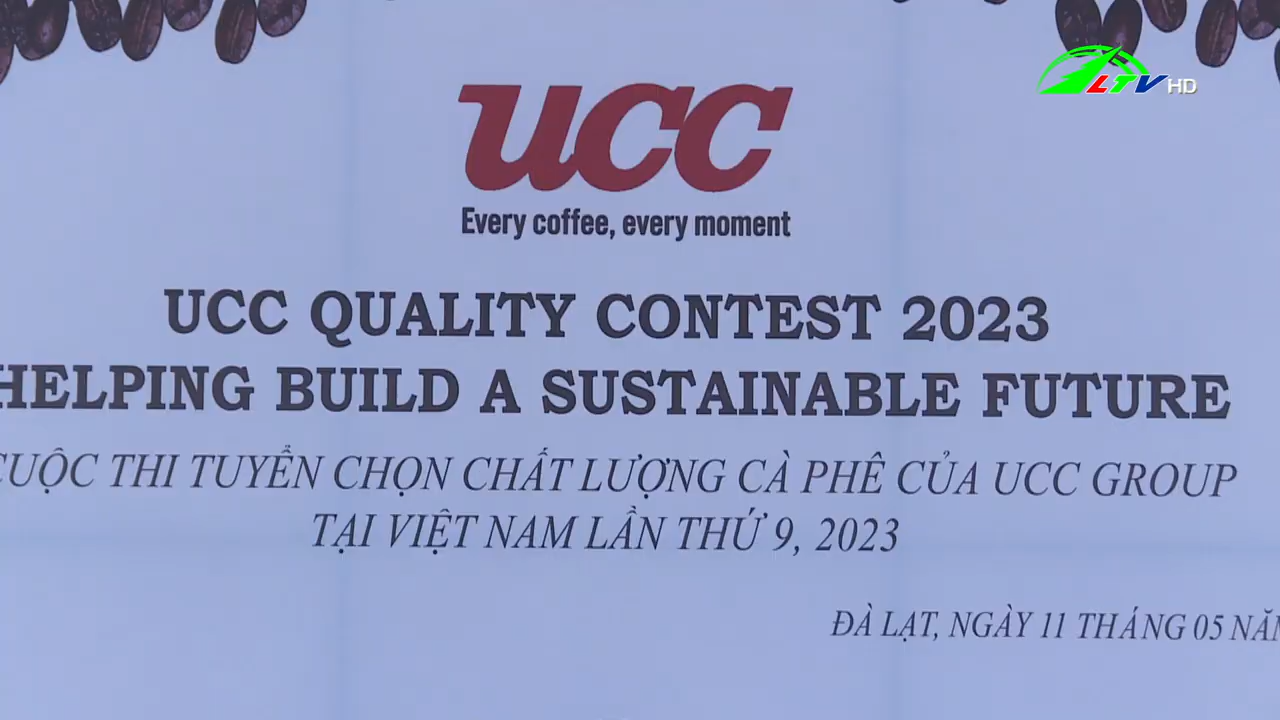 LTV HD
ucc
Every coffee, every moment
UCC QUALITY CONTEST 2023
HELPING BUILD A SUSTAINABLE FUTURE
CUỘC THI TUYỂN CHỌN CHẤT LƯỢNG CÀ PHÊ CỦA UCC GROUP
TẠI VIỆT NAM LẦN THỨ 9, 2023
ĐÀ LẠT, NGÀY 11 THÁNG 05 NĂM